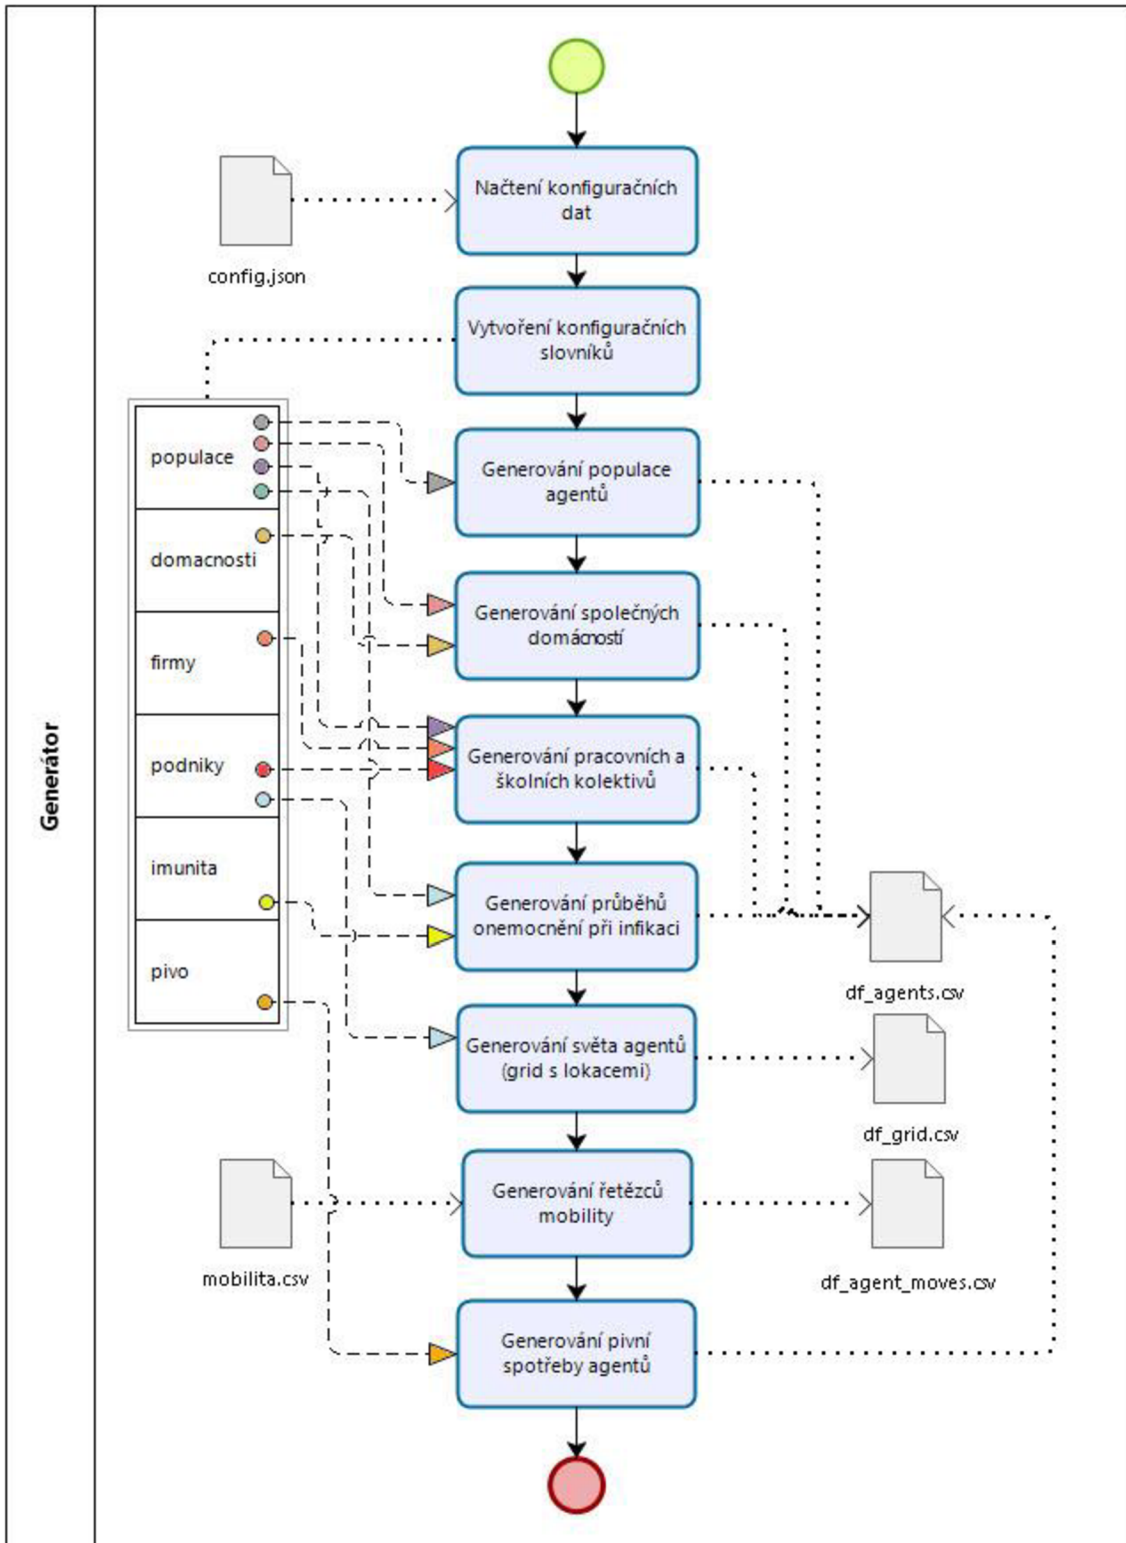 Generátor
Načtení konfiguračních
dat
config.json
Vytvoření konfiguračních
slovníků
populace
domacnosti
firmy
podniky
imunita
pivo
Generování populace
agentů
Generování společných
domácností
Generování pracovních a
školních kolektivů
Generování průběhů
onemocnění při infikaci
df_agents.csv
Generování světa agentů
(grid s lokacemi)
df_grid.csv
Generování řetězců
mobility
mobilita.csv
df_agent_moves.csv
Generování pivní
spotřeby agentů